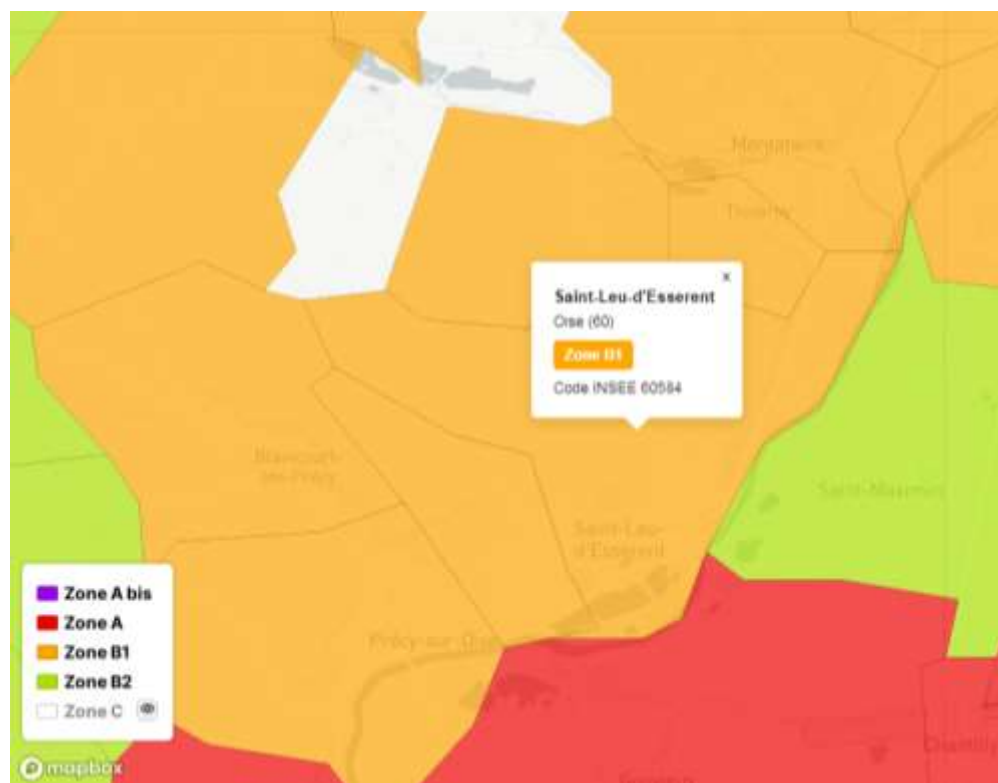 Montataire
Thiverny
x
Saint-Leu-d'Esserent
Oise (60)
Zone B1
Code INSEE 60584
Blaincourt-
lès-Précy
Saint-Maximin
Saint-Leu-
d'Esserent
Précy-sur-Oise
Zone A bis
Zone A
Zone B1
Zone B2
Zone C
Chantilly
mapbox